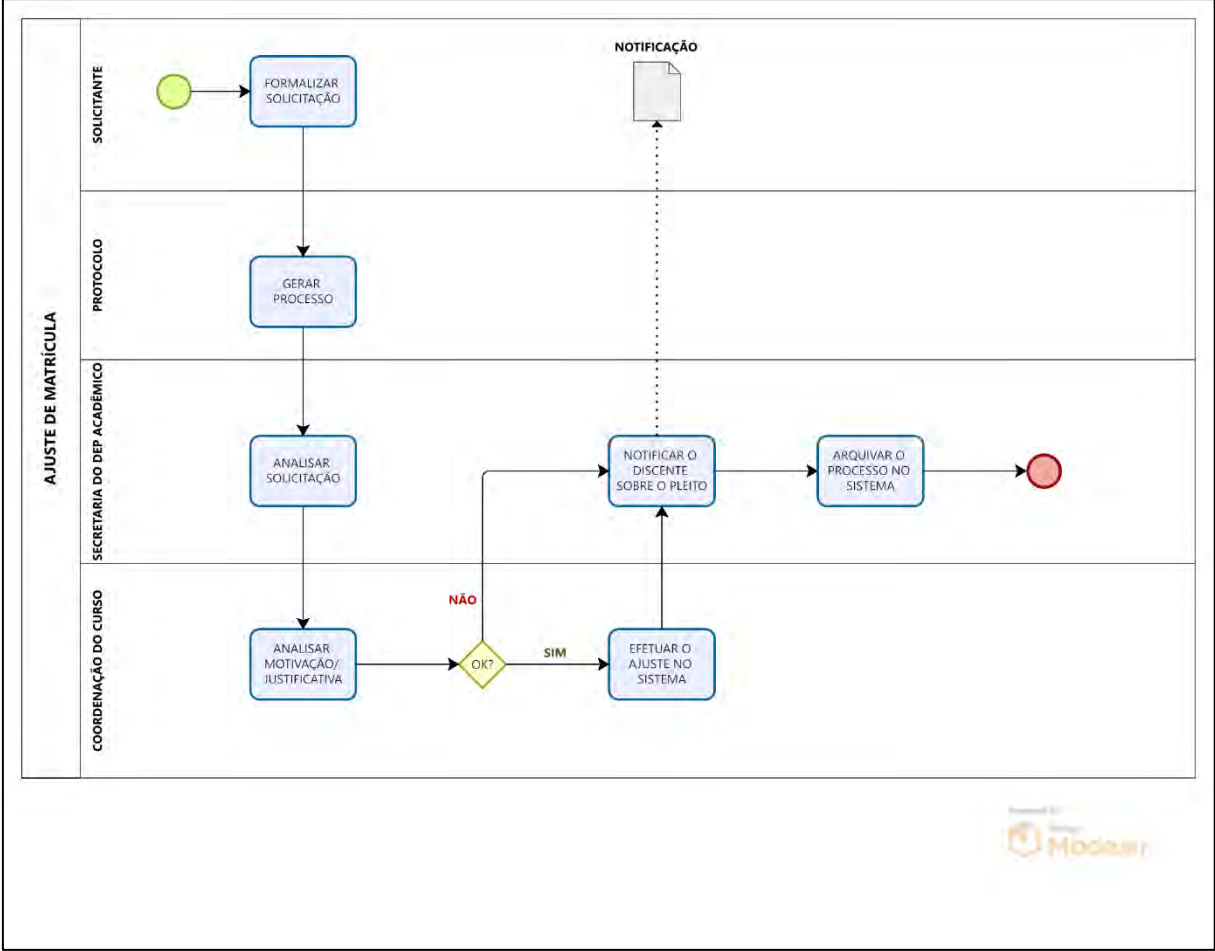 AJUSTE DE MATRÍCULA
SOLICITANTE
FORMALIZAR
SOLICITAÇÃO
NOTIFICAÇÃO
PROTOCOLO
GERAR
PROCESSO
SECRETARIA DO DEP ACADÊMICO
ANALISAR
SOLICITAÇÃO
NOTIFICAR O
DISCENTE
SOBRE O PLEITO
ARQUIVAR O
PROCESSO NO
SISTEMA
COORDENAÇÃO DO CURSO
ANALISAR
MOTIVAÇÃO/
JUSTIFICATIVA
OK?
NÃO
SIM
EFETUAR O
AJUSTE NO
SISTEMA
Modeler